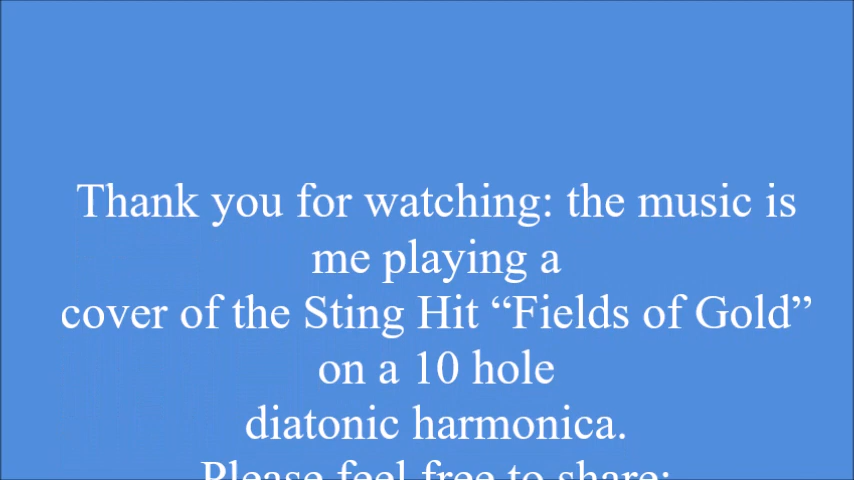 Thank you for watching: the music is
me playing a
cover of the Sting Hit “Fields of Gold”
on a 10 hole
diatonic harmonica.
Please feel free to share: